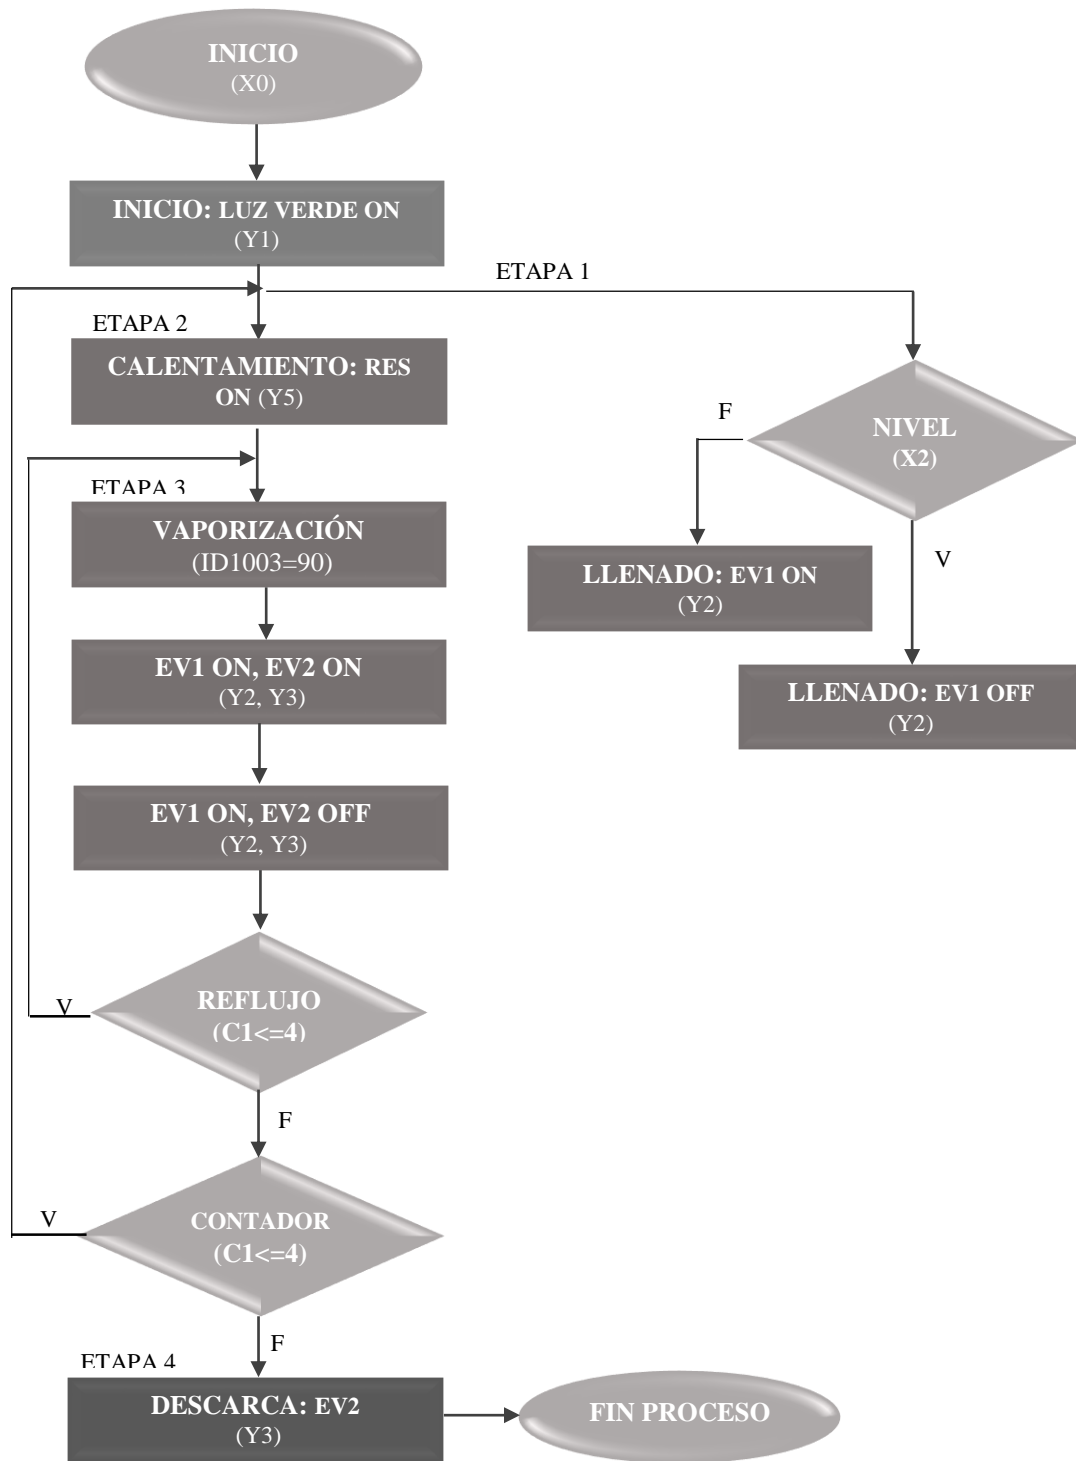 INICIO
(X0)
INICIO: LUZ VERDE ON
(Y1)
ETAPA 1
ETAPA 2
CALENTAMIENTO: RES
ON (Y5)
F
NIVEL
(X2)
ETAPA 3
VAPORIZACIÓN
(ID1003=90)
LLENADO: EV1 ON
(Y2)
V
EV1 ON, EV2 ON
(Y2, Y3)
LLENADO: EV1 OFF
(Y2)
EV1 ON, EV2 OFF
(Y2, Y3)
V
REFLUJO
(C1<=4)
F
V
CONTADOR
(C1<=4)
F
ETAPA 4
DESCARCA: EV2
(Y3)
FIN PROCESO